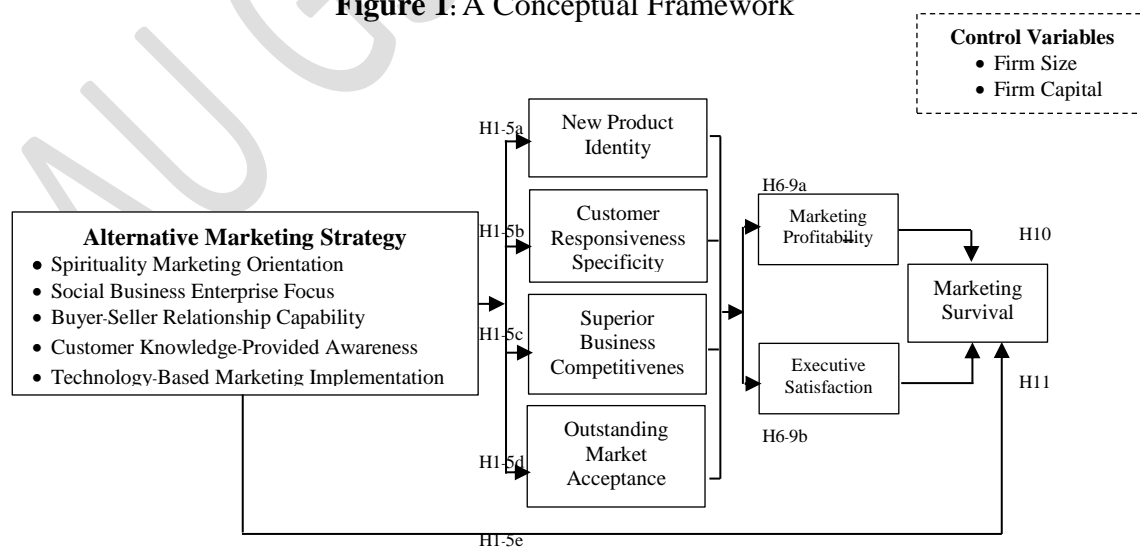 Figure 1: A Conceptual Framework
Control Variables
• Firm Size
• Firm Capital
H1-5a
New Product
Identity
H1-5b
Customer
Responsiveness
Specificity
H1-5c
Superior
Business
Competitivenes
H1-5d
Outstanding
Market
Acceptance
Alternative Marketing Strategy
• Spirituality Marketing Orientation
• Social Business Enterprise Focus
• Buyer-Seller Relationship Capability
• Customer Knowledge-Provided Awareness
• Technology-Based Marketing Implementation
H6-9a
Marketing
Profitability
Executive
Satisfaction
H6-9b
H10
Marketing
Survival
H11
H1-5e